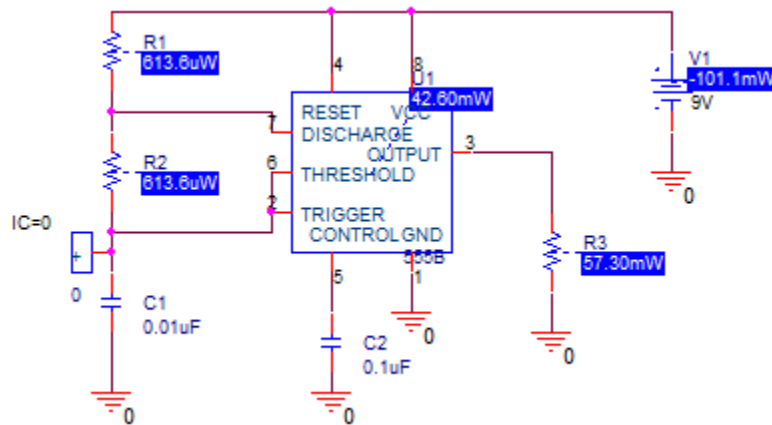 R1
613.6uW
4
8
U1
42.60mW
V1
-101.1mW
9V
RESET
VCC
7
DISCHARGE
OUTPUT
3
R2
613.6uW
6
THRESHOLD
2
TRIGGER
CONTROL
GND
555B
IC=0
+
0
5
1
R3
57.30mW
0
C1
0.01uF
C2
0.1uF
0
0
0
0